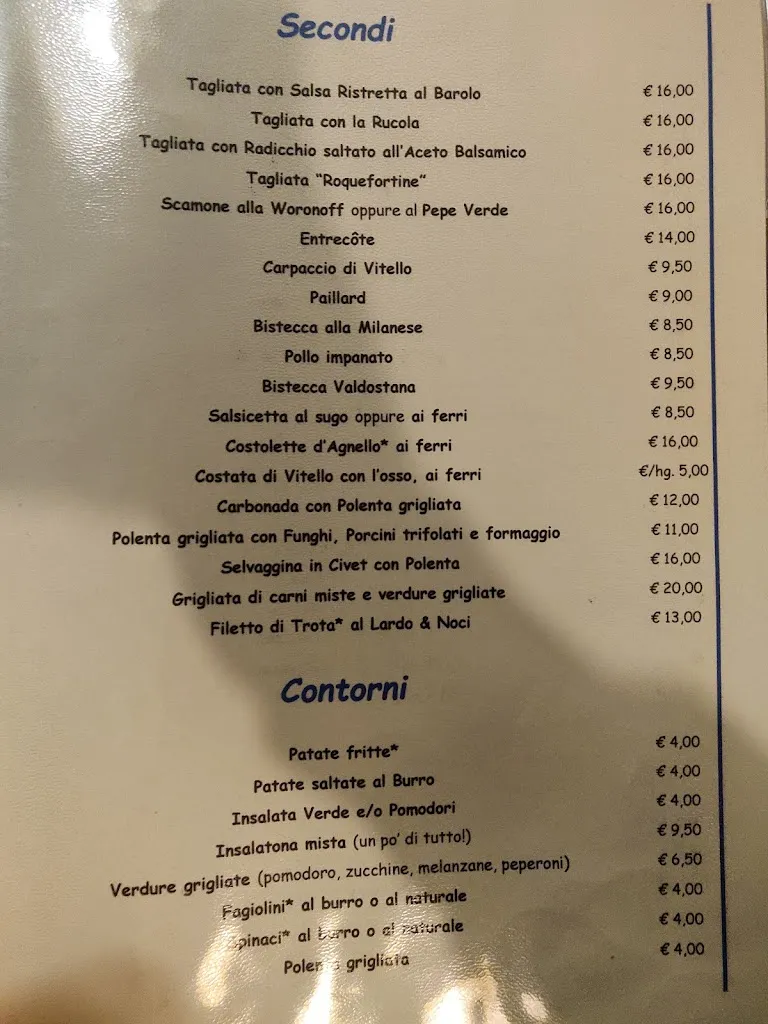 Secondi
Tagliata con Salsa Ristretta al Barolo € 16,00
Tagliata con la Rucola € 16,00
Tagliata con Radicchio saltato all'Aceto Balsamico € 16,00
Tagliata "Roquefortine" € 16,00
Scamone alla Woronoff oppure al Pepe Verde € 16,00
Entrecôte € 14,00
Carpaccio di Vitello € 9,50
Paillard € 9,00
Bistecca alla Milanese € 8,50
Pollo impanato € 8,50
Bistecca Valdostana € 9,50
Salsicetta al sugo oppure ai ferri € 8,50
Costolette d'Agnello* ai ferri € 16,00
Costata di Vitello con l'osso, ai ferri €/hg. 5,00
Carbonada con Polenta grigliata € 12,00
Polenta grigliata con Funghi, Porcini trifolati e formaggio € 11,00
Selvaggina in Civet con Polenta € 16,00
Grigliata di carni miste e verdure grigliate € 20,00
Filetto di Trota* al Lardo & Noci € 13,00
Contorni
Patate fritte* € 4,00
Patate saltate al Burro € 4,00
Insalata Verde e/o Pomodori € 4,00
Insalatona mista (un po' di tutto!) € 9,50
Verdure grigliate (pomodoro, zucchine, melanzane, peperoni) € 6,50
Fagiolini* al burro o al naturale € 4,00
Spinaci* al burro o al naturale € 4,00
Polenta grigliata € 4,00